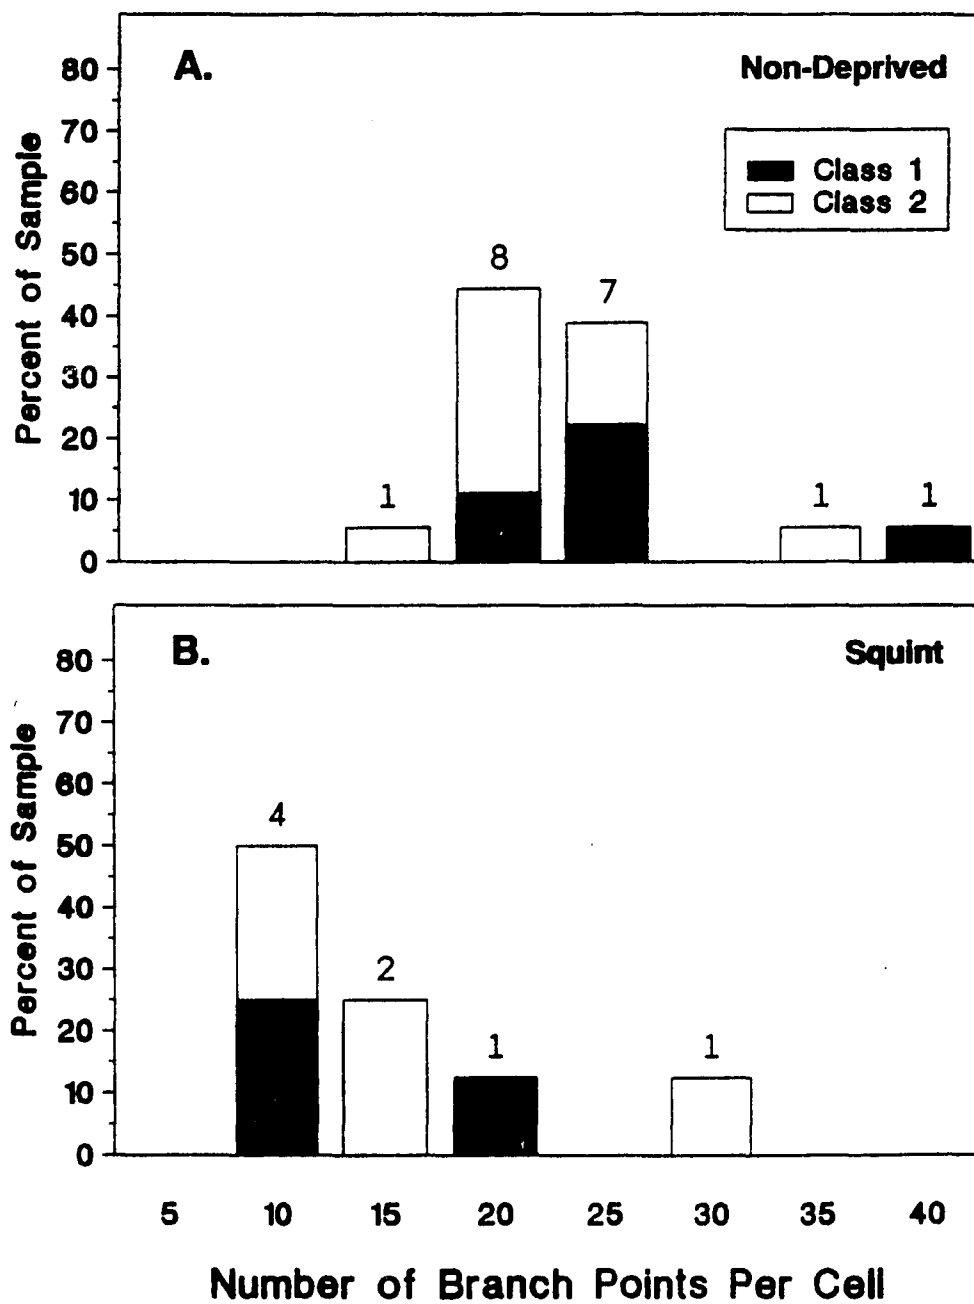 A.
Non-Deprived
Class 1
Class 2
Percent of Sample
80
70
60
50
40
30
20
10
0
1
8
7
1
1
B.
Squint
Percent of Sample
80
70
60
50
40
30
20
10
0
4
2
1
1
5 10 15 20 25 30 35 40
Number of Branch Points Per Cell